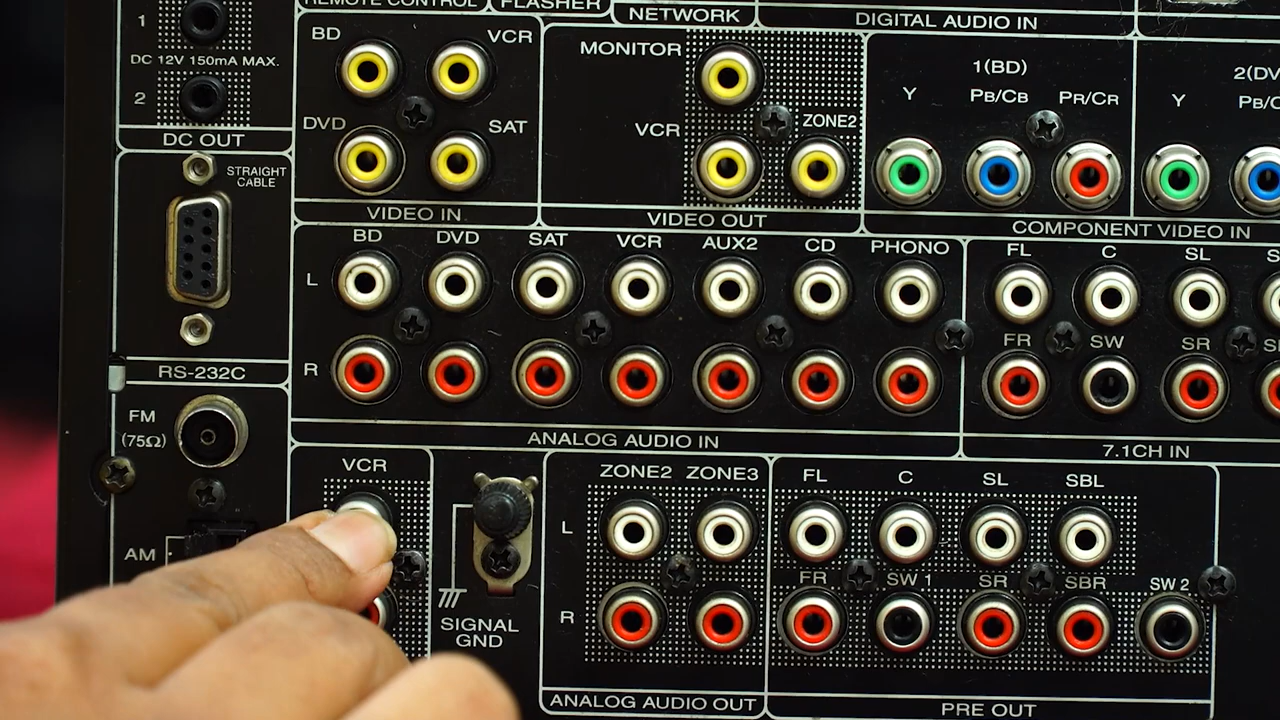 REMOTE CONTROL
FLASHER
NETWORK
DIGITAL AUDIO IN
1
DC 12V 150mA MAX.
2
DC OUT
BD
VCR
DVD
SAT
VIDEO IN
MONITOR
VCR
ZONE2
VIDEO OUT
1(BD)
Y
PB/CB
PR/CR
Y
COMPONENT VIDEO IN
STRAIGHT
CABLE
RS-232C
BD DVD SAT VCR AUX2 CD PHONO
L
R
ANALOG AUDIO IN
FL C SL
FR SW SR
7.1CH IN
FM
(75Ω)
AM
VCR
SIGNAL
GND
ZONE2 ZONE3
L
R
ANALOG AUDIO OUT
FL C SL SBL
FR SW 1 SR SBR SW 2
PRE OUT